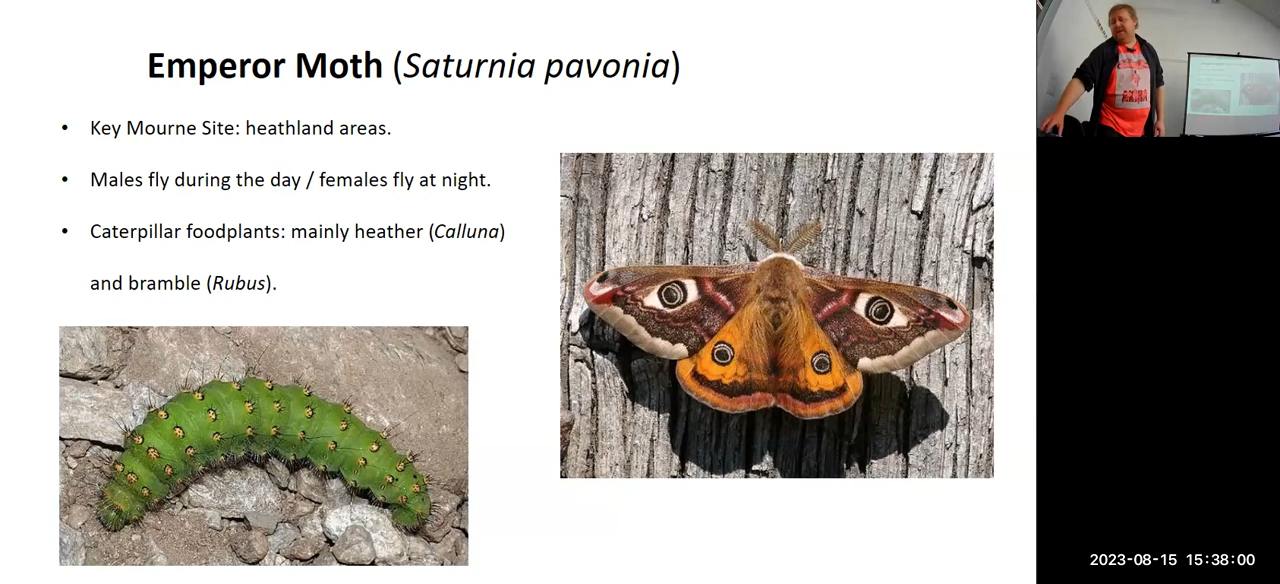 Emperor Moth (Saturnia pavonia)
• Key Mourne Site: heathland areas.
• Males fly during the day / females fly at night.
• Caterpillar foodplants: mainly heather (Calluna)
and bramble (Rubus).
2023-08-15 15:38:00